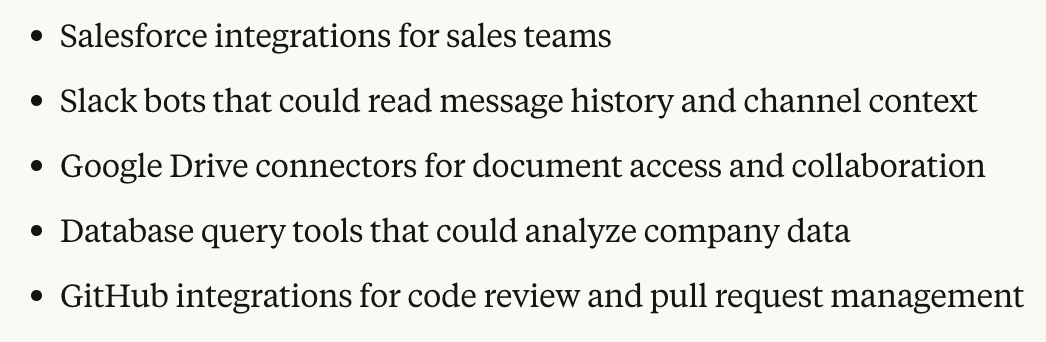 • Salesforce integrations for sales teams
• Slack bots that could read message history and channel context
• Google Drive connectors for document access and collaboration
• Database query tools that could analyze company data
• GitHub integrations for code review and pull request management